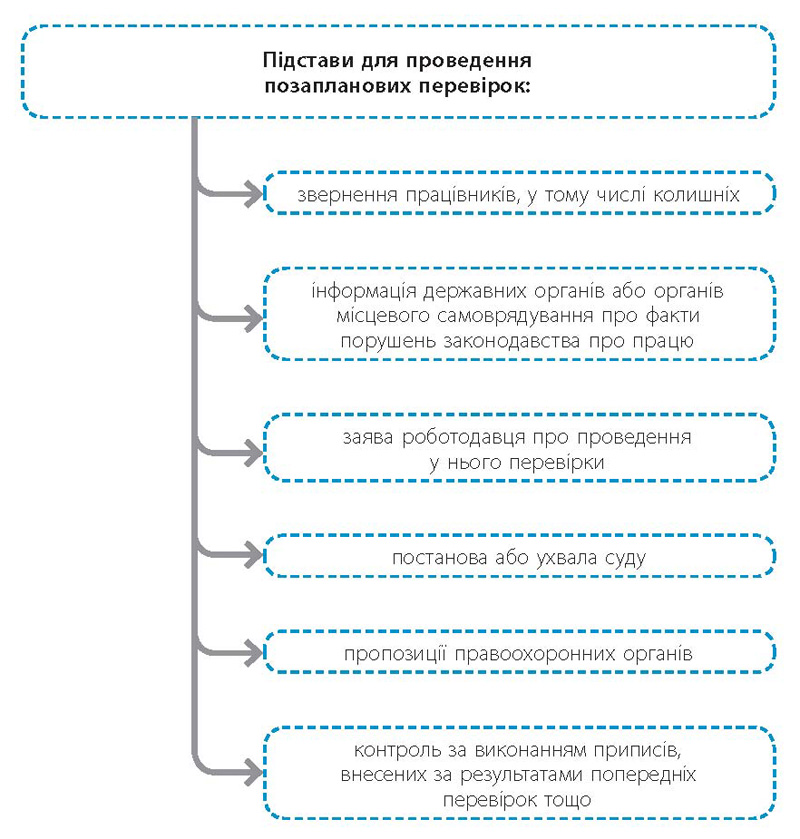 Підстави для проведення
позапланових перевірок:
звернення працівників, у тому числі колишніх
інформація державних органів або органів
місцевого самоврядування про факти
порушень законодавства про працю
заява роботодавця про проведення
у нього перевірки
постанова або ухвала суду
пропозиції правоохоронних органів
контроль за виконанням приписів,
внесених за результатами попередніх
перевірок тощо